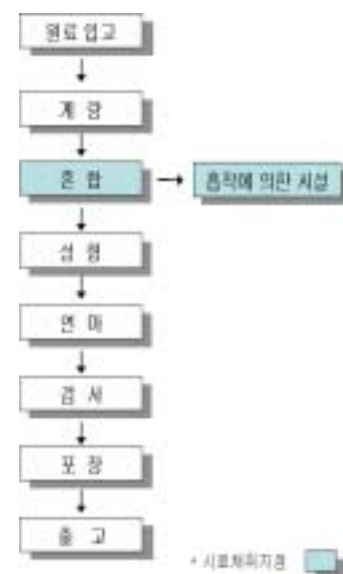 원료입고
계 량
혼 합
흡착에 의한 시설
성 형
연 마
검 사
포 장
출 고
* 시료채취지점